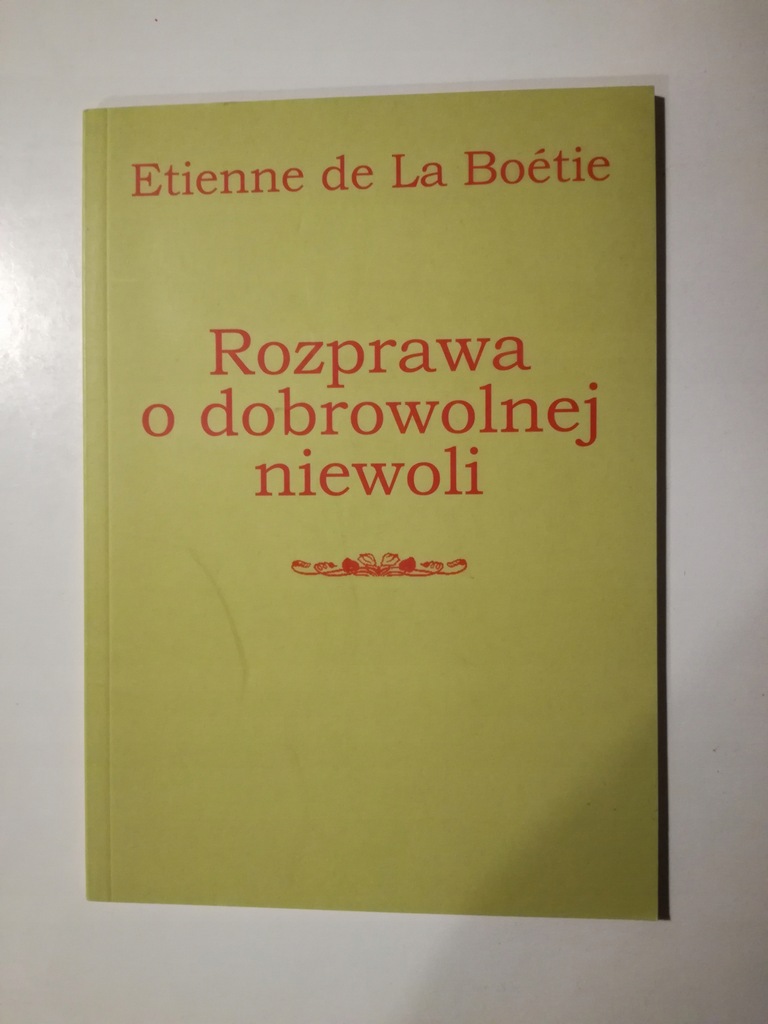 Etienne de La Boétie
Rozprawa
o dobrowolnej
niewoli